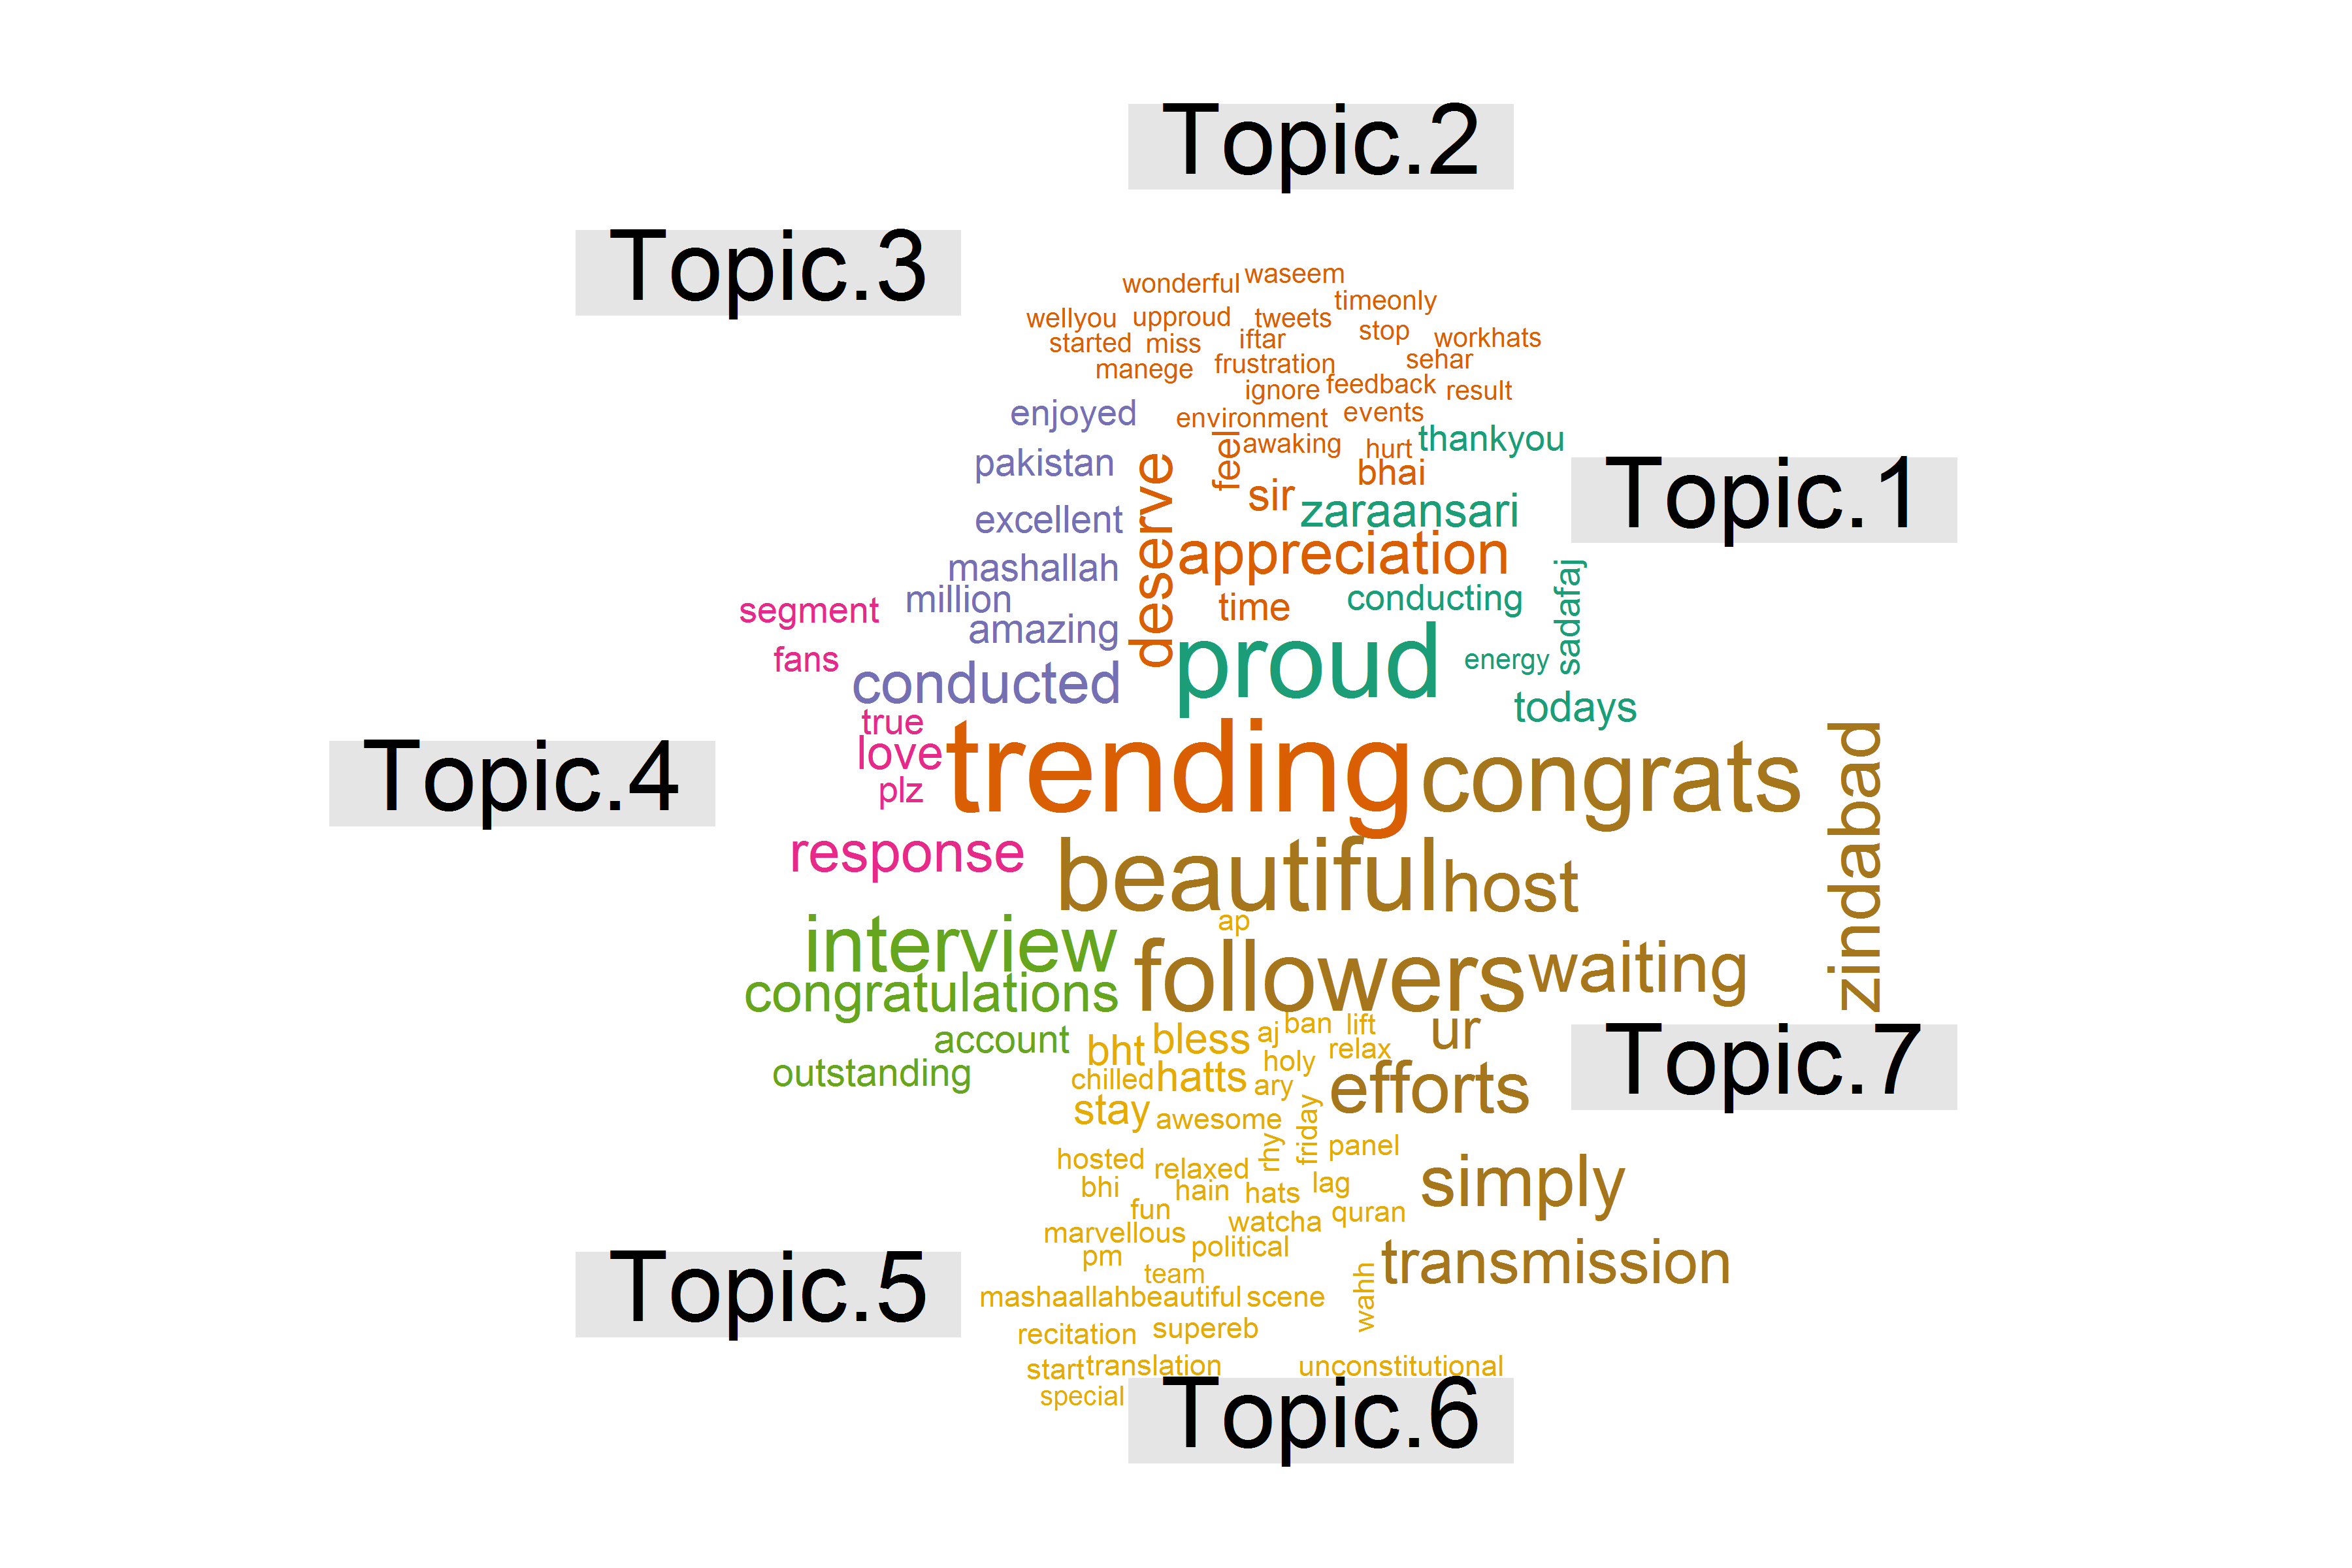 Topic.2
Topic.3
wonderful waseem
timeonly
wellyou upproud tweets
stop workhats
started miss iftar
sehar
manege frustration
ignore feedback result
enjoyed environment events
feel awaking hurt thankyou
pakistan deserve bhai
sir zaraansari
Topic.1
excellent
appreciation
mashallah
million time conducting sadafaj
segment
amazing
fans proud energy
conducted todays
true
love trending congrats zindabad
plz
Topic.4
response beautiful host
ap
interview followers waiting
congratulations
account bht bless aj ban lift ur
relax
holy
Topic.7
outstanding chilled hatts ary efforts
stay awesome friday
rhy panel
hosted relaxed
bhi hain hats lag simply
fun quran
marvellous watcha
pm political transmission
team
Topic.5
mashaallahbeautiful scene wahh
recitation supereb
start translation unconstitutional
special
Topic.6